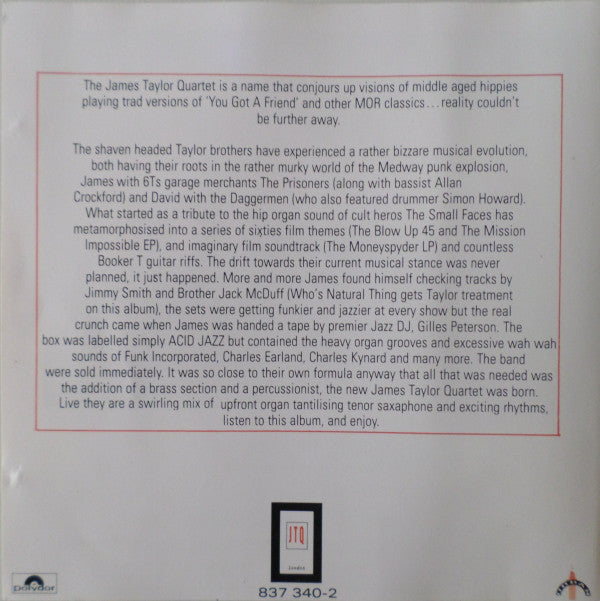 The James Taylor Quartet is a name that conjours up visions of middle aged hippies
playing trad versions of 'You Got A Friend' and other MOR classics...reality couldn't
be further away.
The shaven headed Taylor brothers have experienced a rather bizzare musical evolution,
both having their roots in the rather murky world of the Medway punk explosion,
James with 6Ts garage merchants The Prisoners (along with bassist Allan
Crockford) and David with the Daggermen (who also featured drummer Simon Howard).
What started as a tribute to the hip organ sound of cult heros The Small Faces has
metamorphosised into a series of sixties film themes (The Blow Up 45 and The Mission
Impossible EP), and imaginary film soundtrack (The Moneyspyder LP) and countless
Booker T guitar riffs. The drift towards their current musical stance was never
planned, it just happened. More and more James found himself checking tracks by
Jimmy Smith and Brother Jack McDuff (Who's Natural Thing gets Taylor treatment
on this album), the sets were getting funkier and jazzier at every show but the real
crunch came when James was handed a tape by premier Jazz DJ, Gilles Peterson. The
box was labelled simply ACID JAZZ but contained the heavy organ grooves and excessive wah wah
sounds of Funk Incorporated, Charles Earland, Charles Kynard and many more. The band
were sold immediately. It was so close to their own formula anyway that all that was needed was
the addition of a brass section and a percussionist, the new James Taylor Quartet was born.
Live they are a swirling mix of upfront organ tantilising tenor saxaphone and exciting rhythms,
listen to this album, and enjoy.
JTQ
London
polydor
837 340-2
URBAN